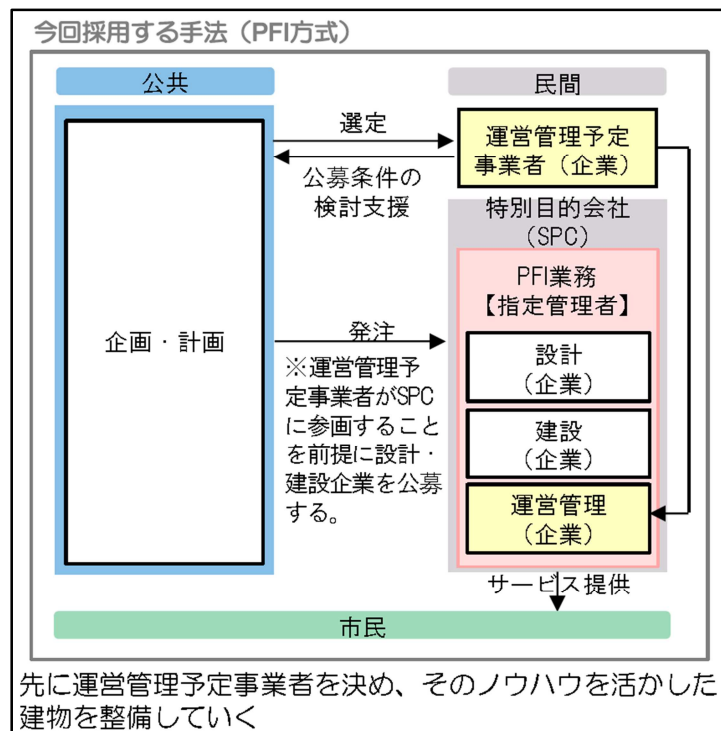 今回採用する手法（PFI方式）
公共
民間
選定
運営管理予定
事業者（企業）
公募条件の
検討支援
特別目的会社
（SPC）
PFI業務
【指定管理者】
企画・計画
発注
※運営管理予
定事業者がSPC
に参画すること
を前提に設計・
建設企業を公募
する。
設計
（企業）
建設
（企業）
運営管理
（企業）
サービス提供
市民
先に運営管理予定事業者を決め、そのノウハウを活かした
建物を整備していく